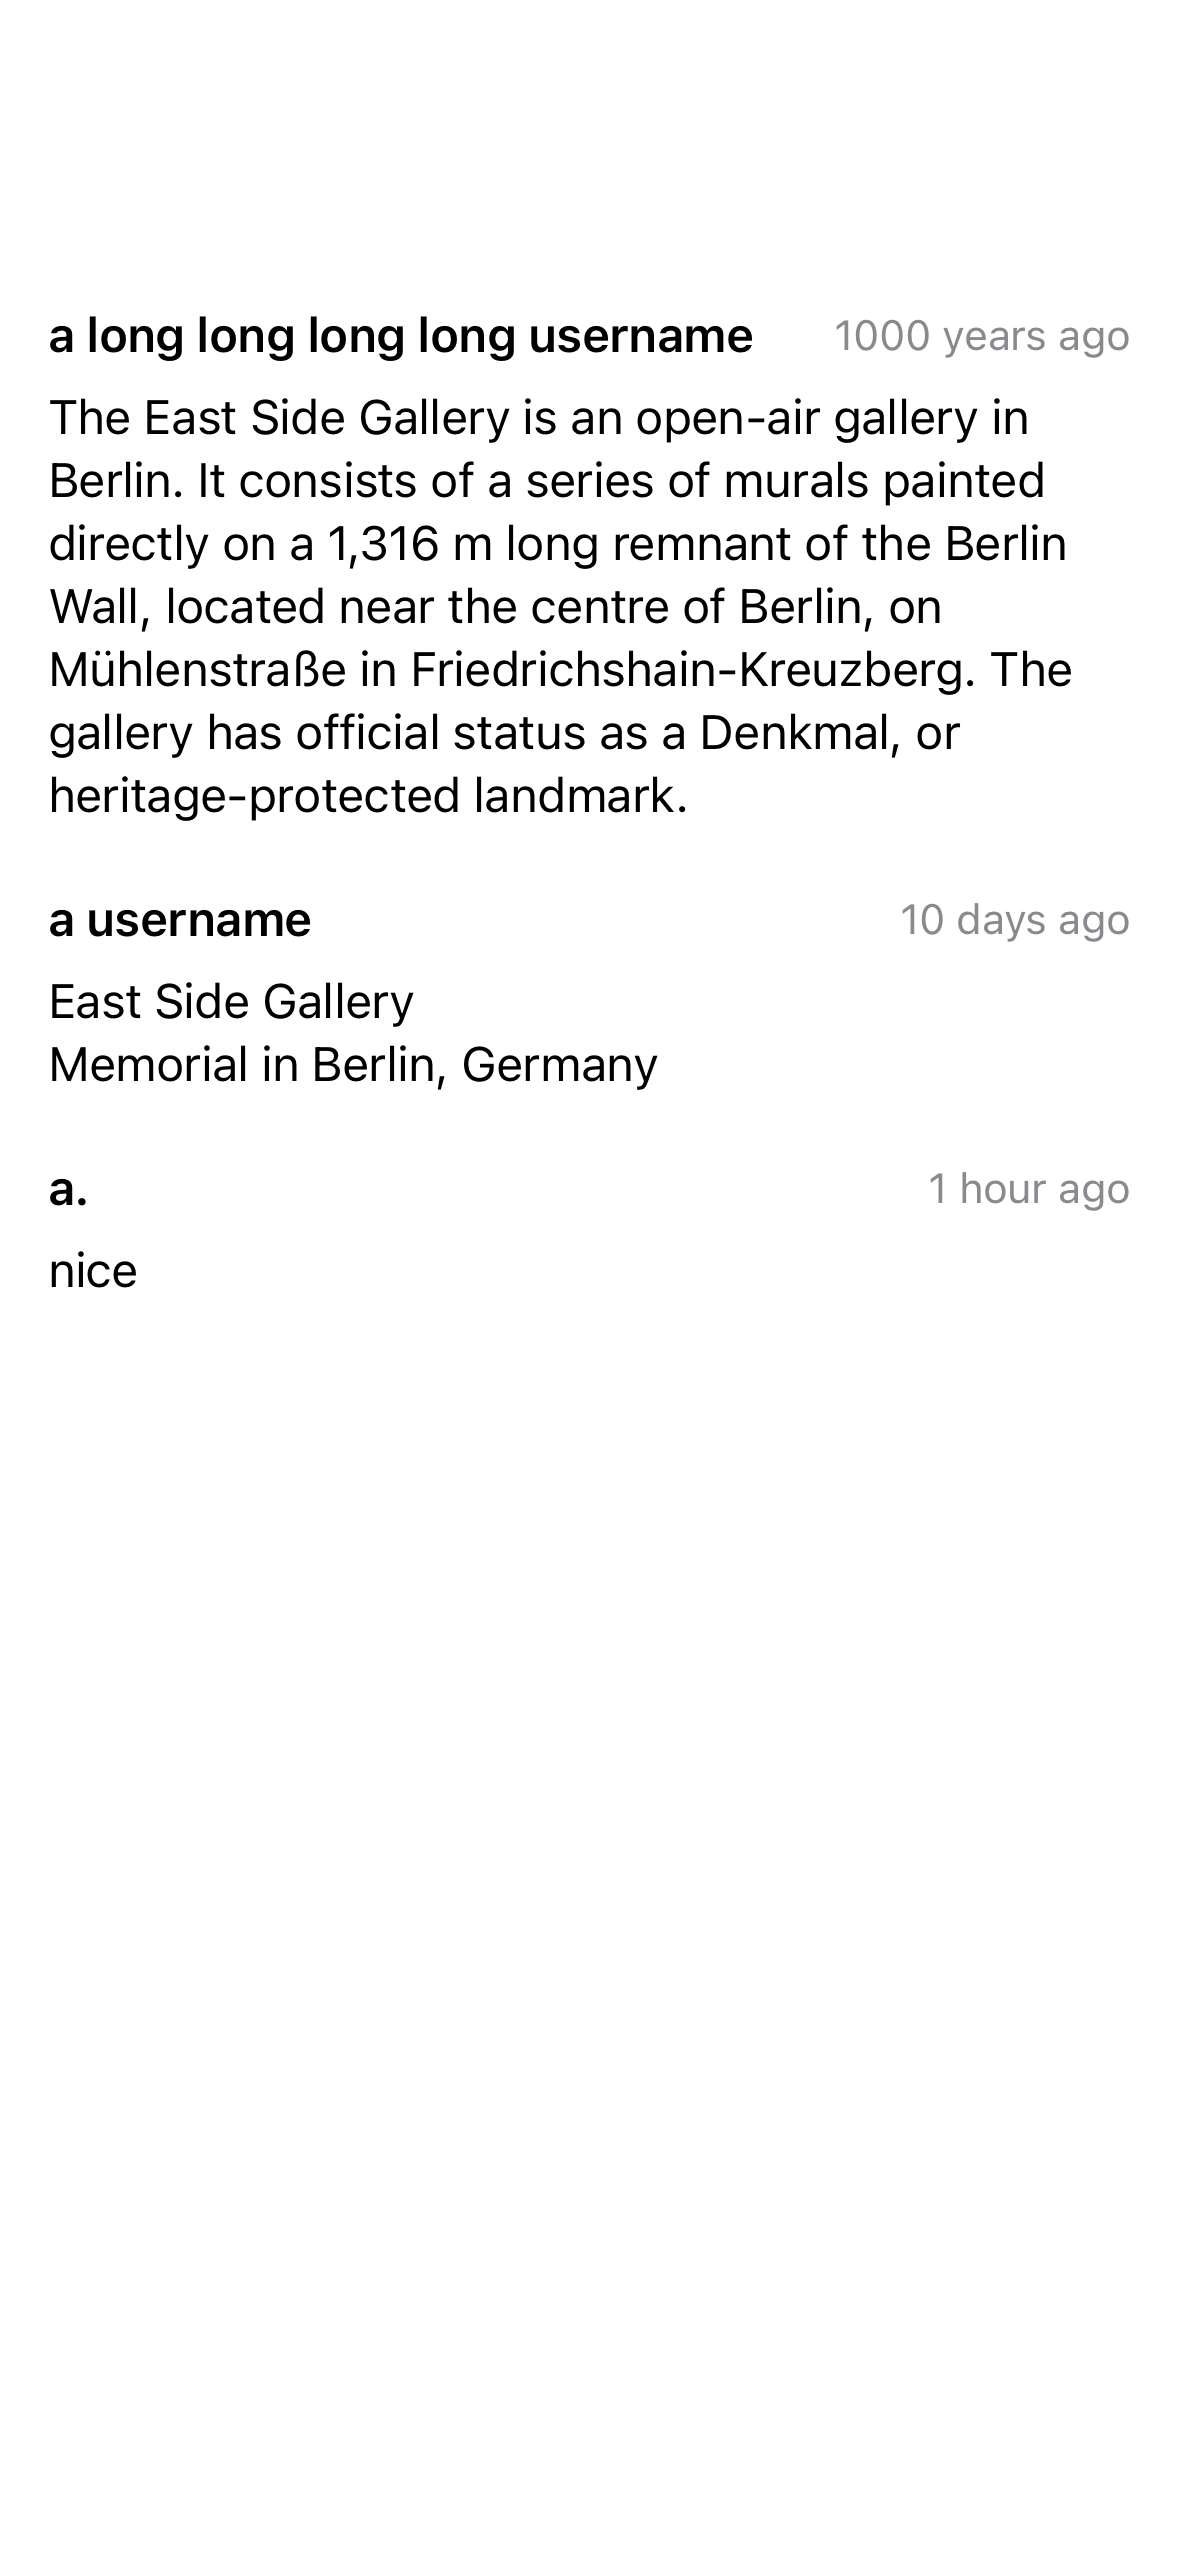 a long long long long username 1000 years ago
The East Side Gallery is an open-air gallery in
Berlin. It consists of a series of murals painted
directly on a 1,316 m long remnant of the Berlin
Wall, located near the centre of Berlin, on
Mühlenstraße in Friedrichshain-Kreuzberg. The
gallery has official status as a Denkmal, or
heritage-protected landmark.
a username 10 days ago
East Side Gallery
Memorial in Berlin, Germany
a. 1 hour ago
nice